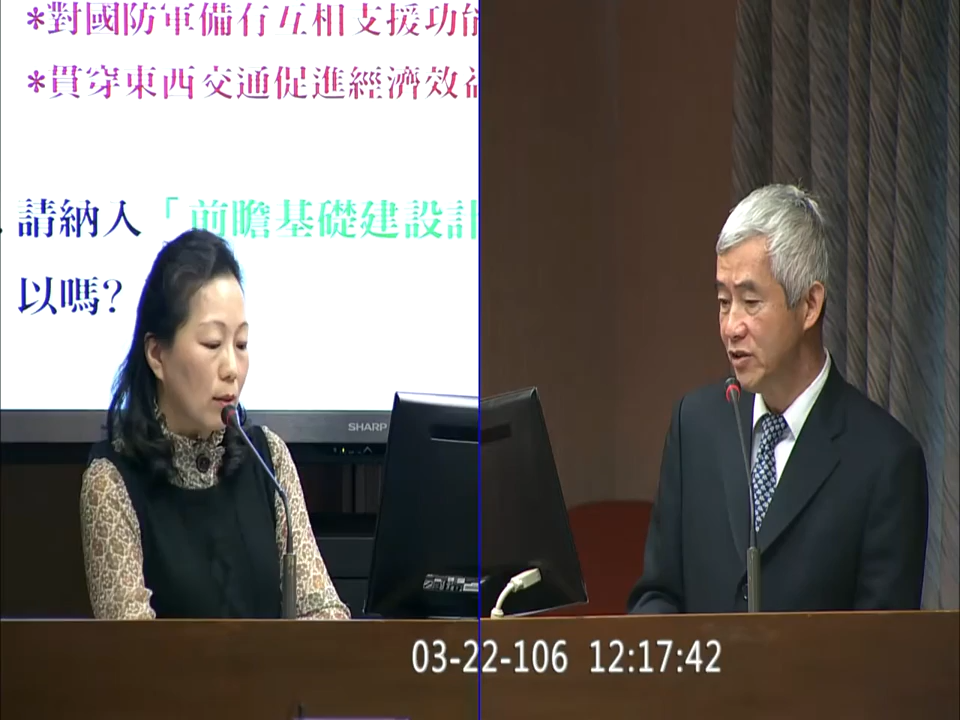 *對國防軍備有互相支援功能
*貫穿東西交通促進經濟效
請納入「前瞻基礎建設計
以嗎?
SHARP
03-22-106 12:17:42